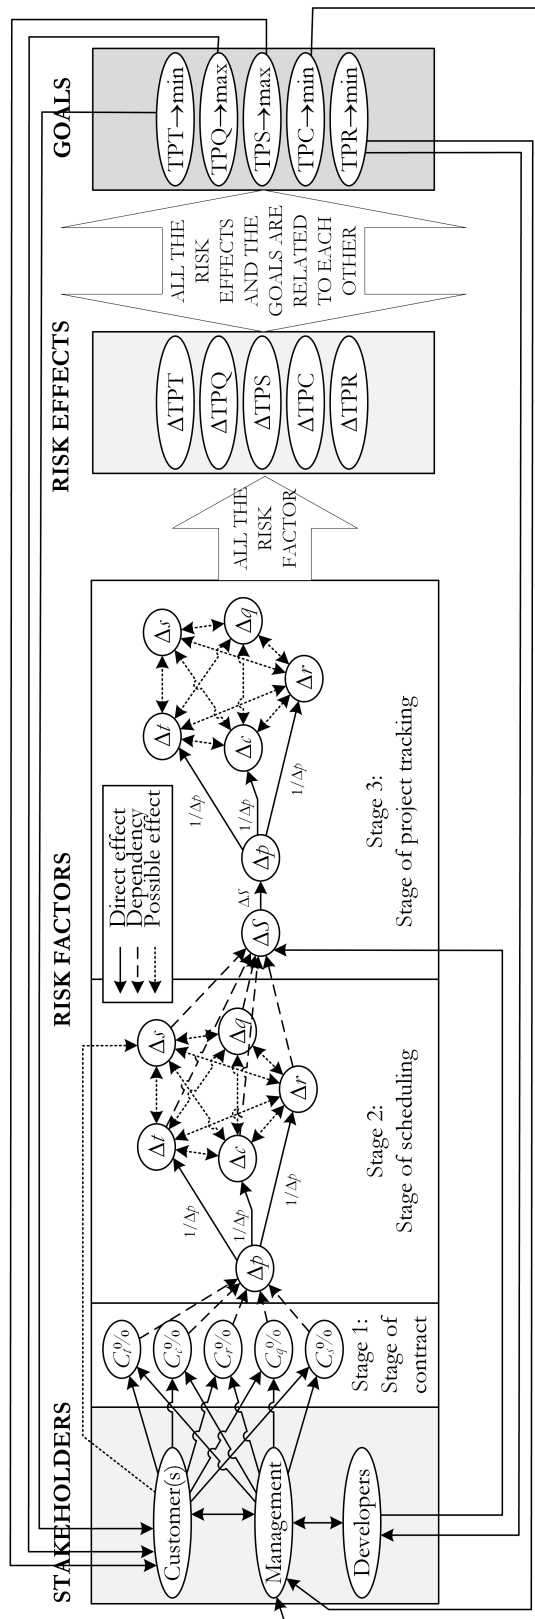 STAKEHOLDERS
RISK FACTORS
RISK EFFECTS
GOALS
Customer(s)
Management
Developers
Cₜ%
C꜀%
Cᵣ%
C_q%
Cₛ%
Stage 1:
Stage of
contract
Δp
1/Δp
1/Δp
1/Δp
Δt
Δs
Δc
Δq
Δr
Stage 2:
Stage of scheduling
Direct effect
Dependency
Possible effect
ΔS
ΔS
Δp
1/Δp
1/Δp
1/Δp
Δt
Δs
Δc
Δq
Δr
Stage 3:
Stage of project tracking
ALL THE
RISK
FACTOR
ΔTPT
ΔTPQ
ΔTPS
ΔTPC
ΔTPR
ALL THE
RISK
EFFECTS
AND THE
GOALS ARE
RELATED
TO EACH
OTHER
TPT→min
TPQ→max
TPS→max
TPC→min
TPR→min